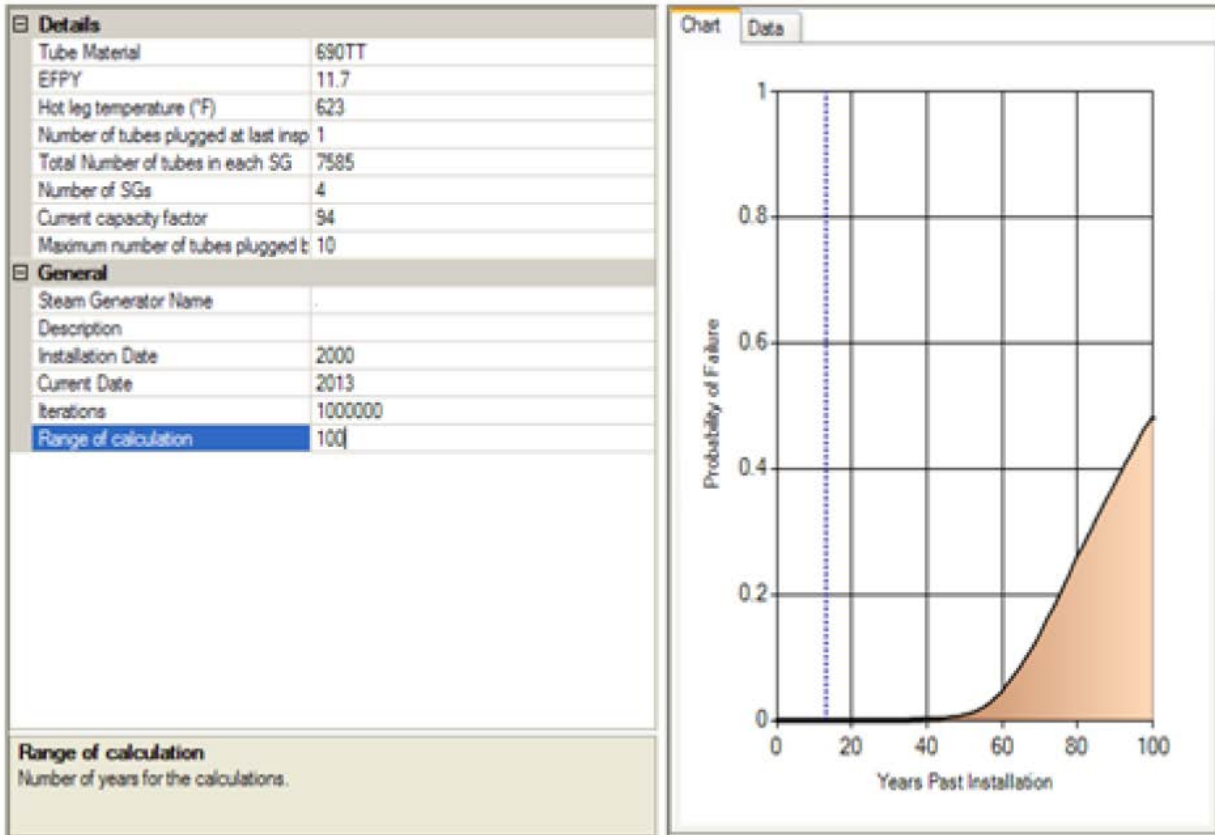 Details
Tube Material 690TT
EFPY 11.7
Hot leg temperature (°F) 623
Number of tubes plugged at last insp. 1
Total Number of tubes in each SG 7585
Number of SGs 4
Current capacity factor 94
Maximum number of tubes plugged b 10
General
Steam Generator Name .
Description
Installation Date 2000
Current Date 2013
Iterations 1000000
Range of calculation 100
Range of calculation
Number of years for the calculations.
Chart Data
1
0.8
0.6
0.4
0.2
0
Probability of Failure
0 20 40 60 80 100
Years Past Installation